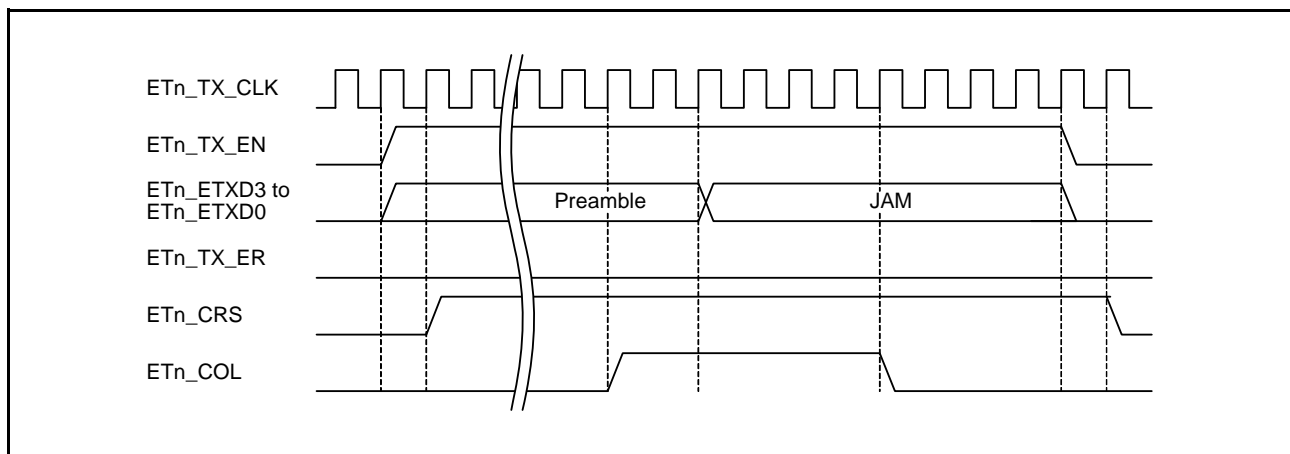 ETn_TX_CLK
ETn_TX_EN
ETn_ETXD3 to
ETn_ETXD0
Preamble
JAM
ETn_TX_ER
ETn_CRS
ETn_COL